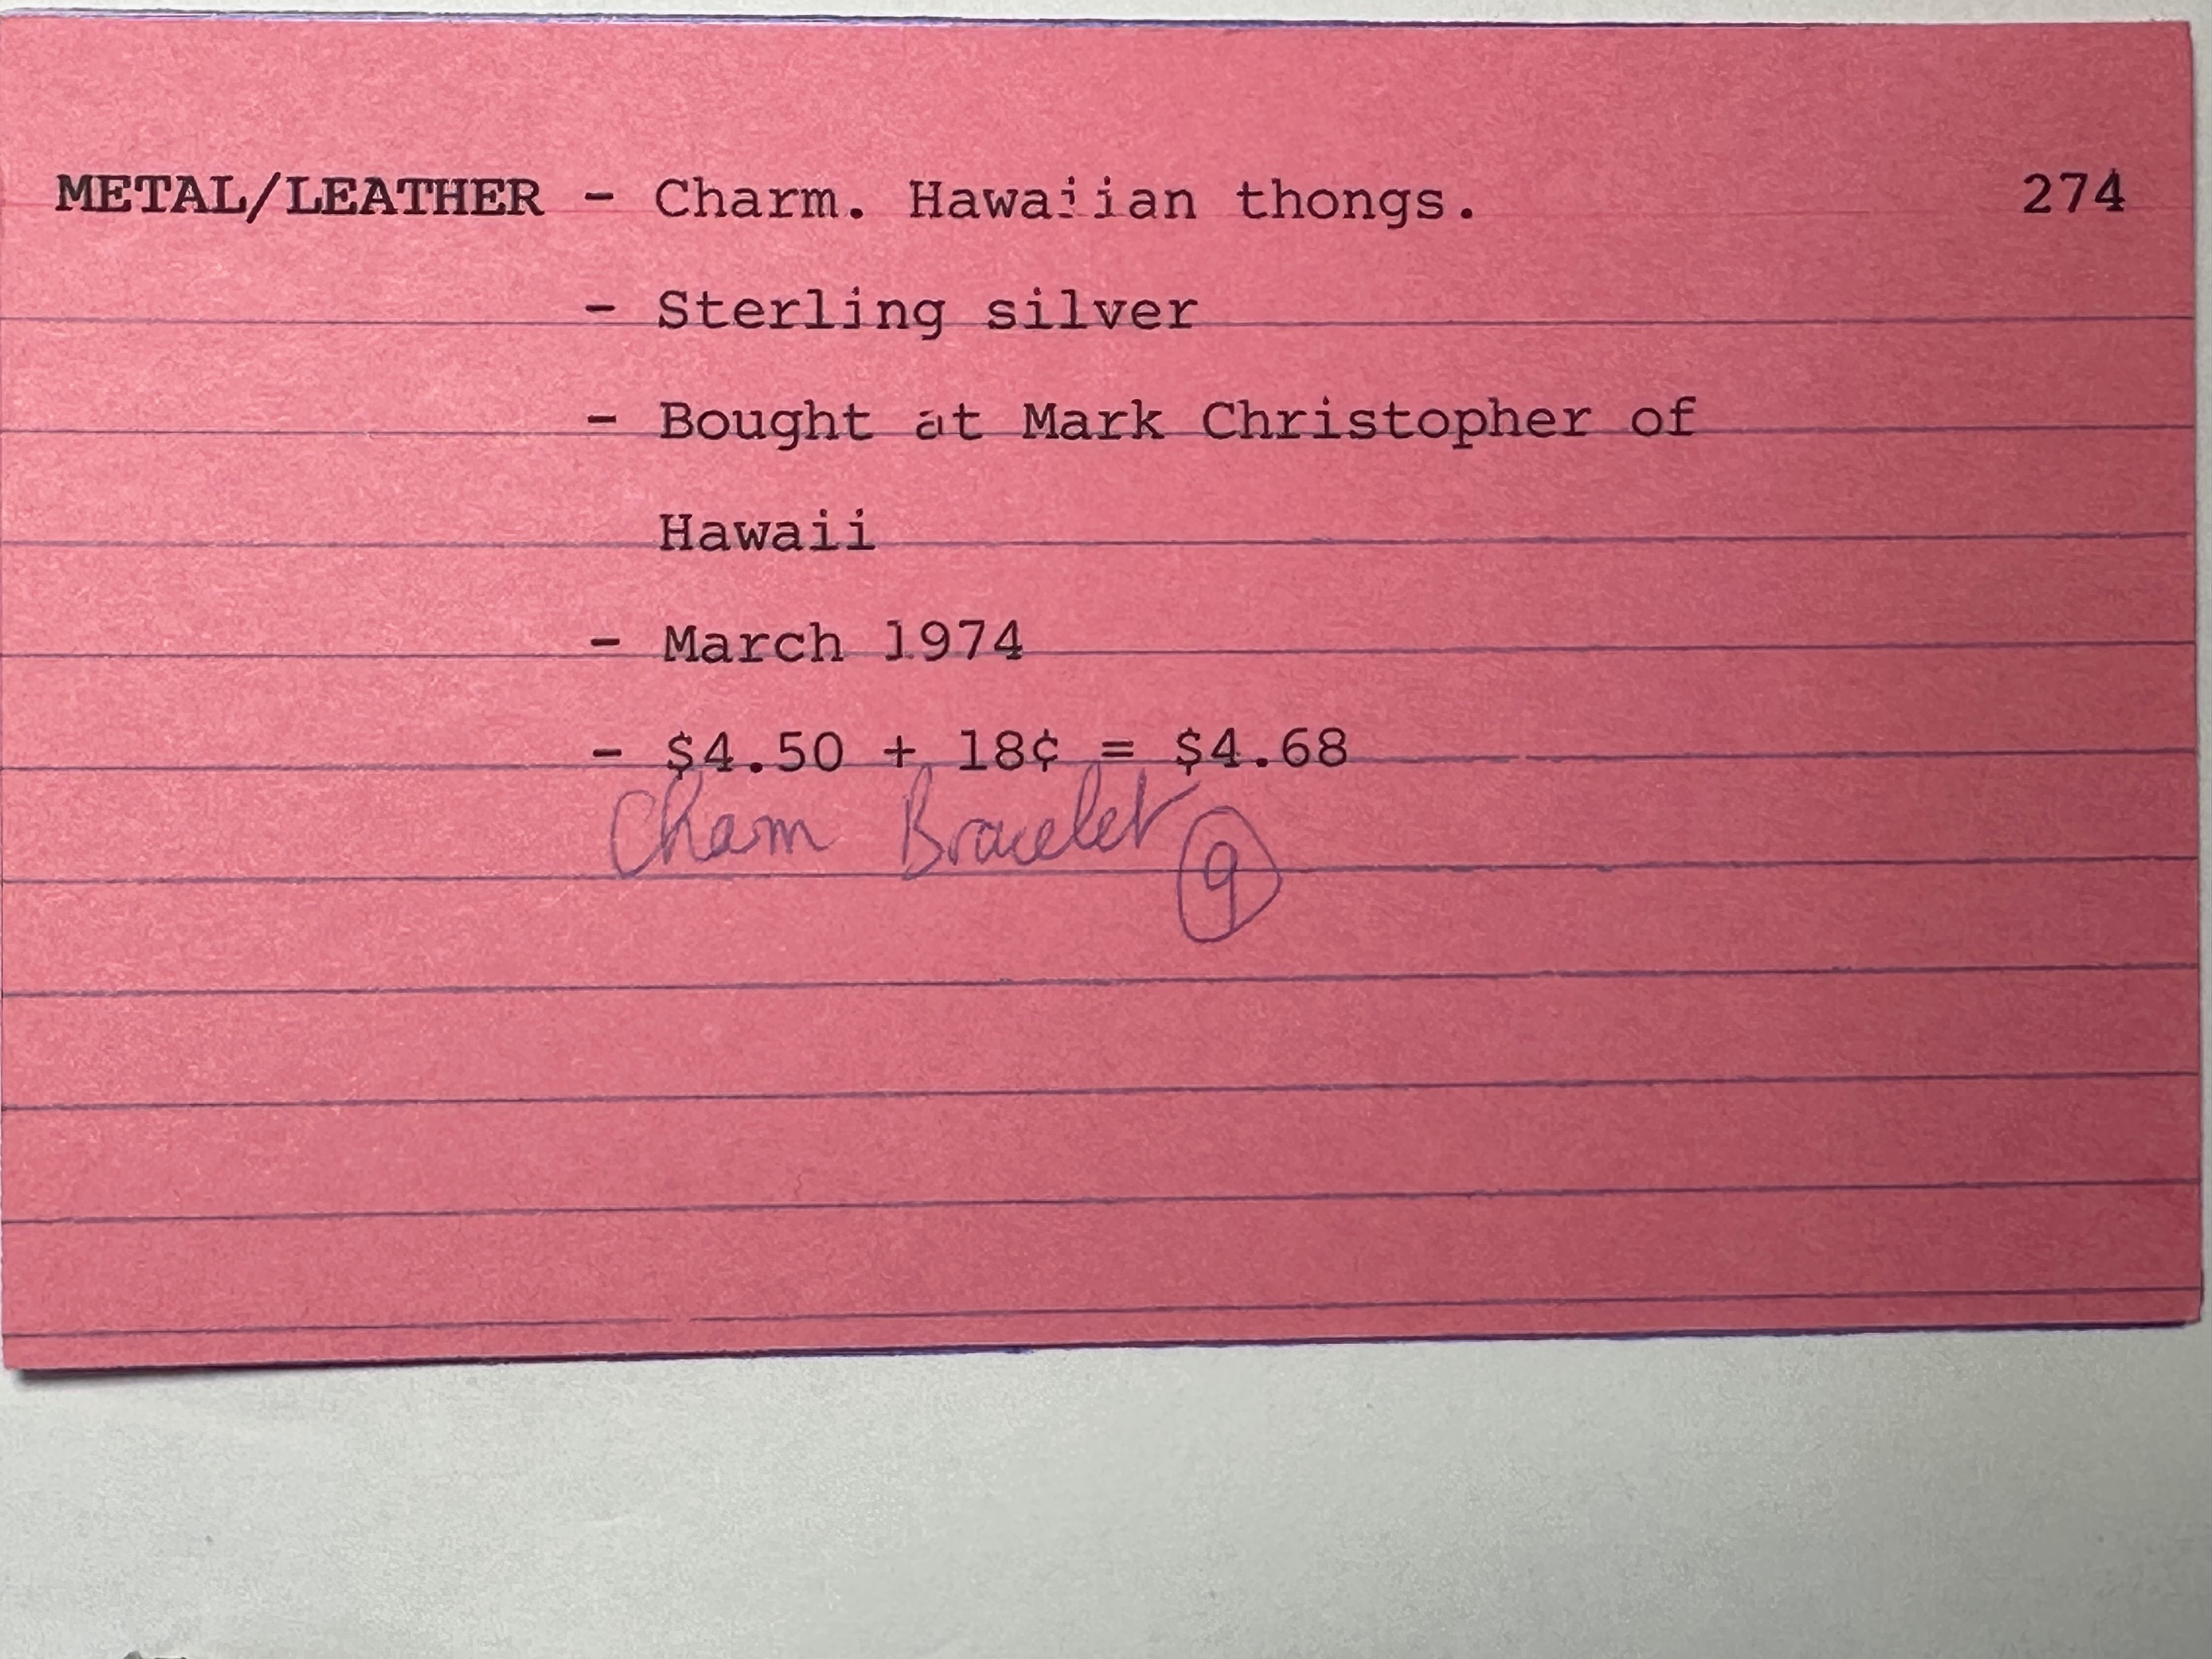 METAL/LEATHER - Charm. Hawaiian thongs. 274
- Sterling silver
- Bought at Mark Christopher of
Hawaii
- March 1974
- $4.50 + 18¢ = $4.68
Charm Bracelet 9